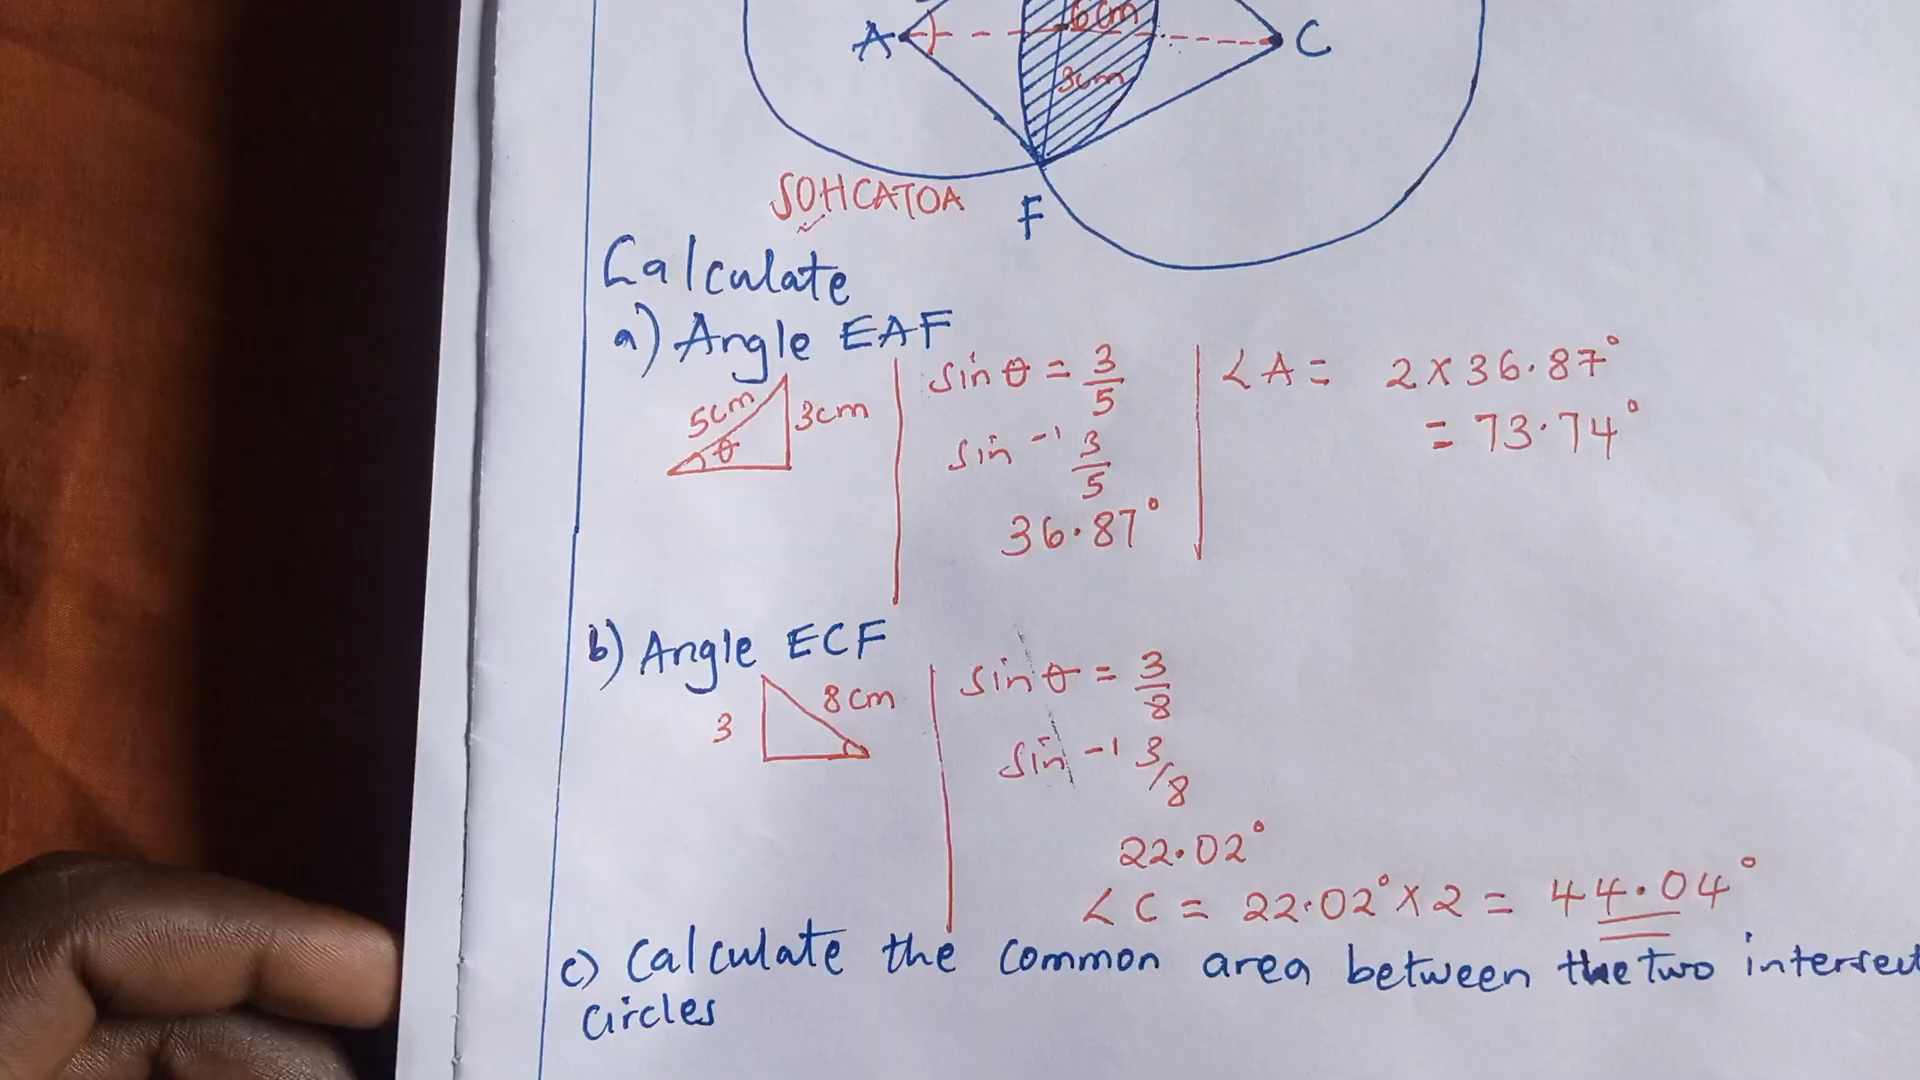 6cm
A C
3cm
SOHCATOA
F
Calculate
a) Angle EAF
5cm 3cm θ
sin θ = 3/5
sin⁻¹ 3/5
36.87°
∠A = 2 × 36.87°
= 73.74°
b) Angle ECF
3 8cm
sin θ = 3/8
sin⁻¹ 3/8
22.02°
∠C = 22.02° × 2 = 44.04°
c) Calculate the common area between the two intersect
circles